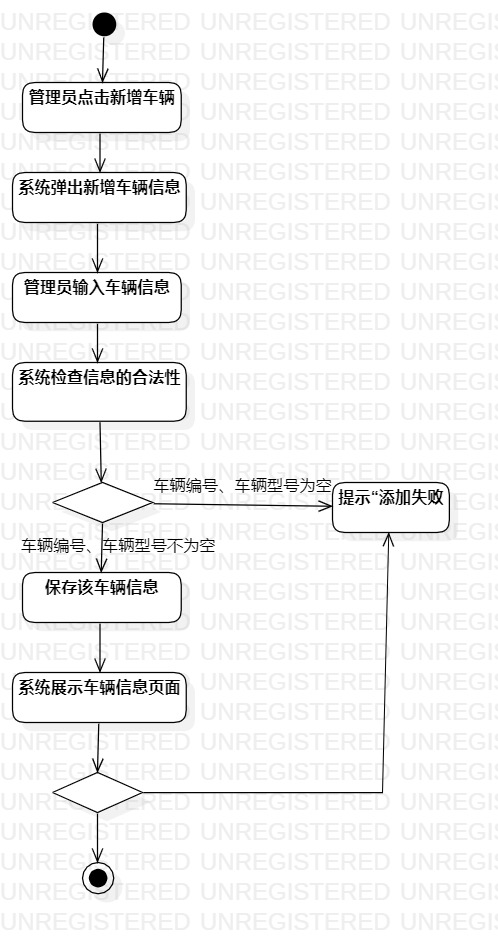 管理员点击新增车辆
系统弹出新增车辆信息
管理员输入车辆信息
系统检查信息的合法性
车辆编号、车辆型号为空
提示“添加失败
车辆编号、车辆型号不为空
保存该车辆信息
系统展示车辆信息页面
UNREGISTERED